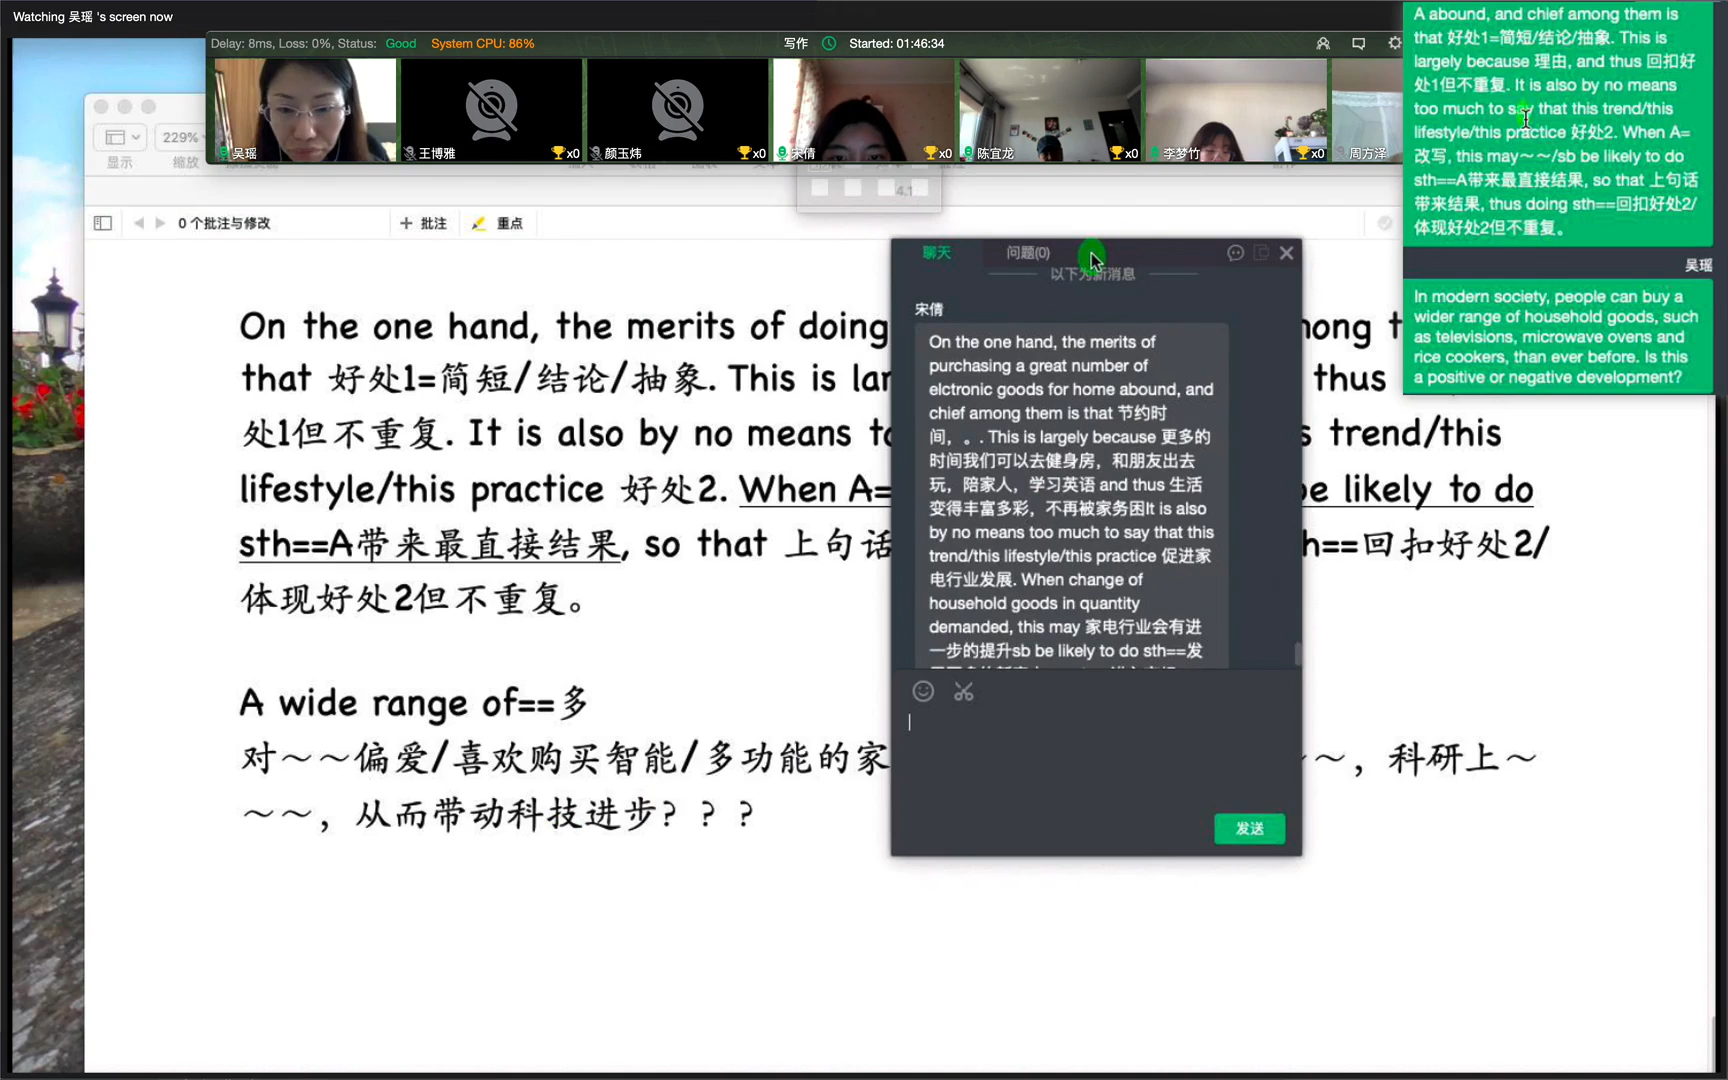 Watching 吴瑶 's screen now
Delay: 8ms, Loss: 0%, Status: Good System CPU: 86%
写作
Started: 01:46:34
吴瑶
王博雅
x0
颜玉炜
x0
宋倩
x0
陈宜龙
x0
李梦竹
x0
周方泽
229%
显示
缩放
4.1
0 个批注与修改
批注
重点
On the one hand, the merits of doing
that 好处1=简短/结论/抽象. This is
thus
处1但不重复. It is also by no means
trend/this
lifestyle/this practice 好处2. When A=
be likely to do
sth==A带来最直接结果, so that 上句话
==回扣好处2/
体现好处2但不重复。
A wide range of==多
对～～偏爱/喜欢购买智能/多功能的家
～, 科研上～
～～, 从而带动科技进步? ? ?
聊天
问题(0)
以下为新消息
宋倩
On the one hand, the merits of
purchasing a great number of
elctronic goods for home abound, and
chief among them is that 节约时
间, 。. This is largely because 更多的
时间我们可以去健身房, 和朋友出去
玩, 陪家人, 学习英语 and thus 生活
变得丰富多彩, 不再被家务困It is also
by no means too much to say that this
trend/this lifestyle/this practice 促进家
电行业发展. When change of
household goods in quantity
demanded, this may 家电行业会有进
一步的提升sb be likely to do sth==发
发送
A abound, and chief among them is
that 好处1=简短/结论/抽象. This is
largely because 理由, and thus 回扣好
处1但不重复. It is also by no means
too much to say that this trend/this
lifestyle/this practice 好处2. When A=
改写, this may～～/sb be likely to do
sth==A带来最直接结果, so that 上句话
带来结果, thus doing sth==回扣好处2/
体现好处2但不重复。
吴瑶
In modern society, people can buy a
wider range of household goods, such
as televisions, microwave ovens and
rice cookers, than ever before. Is this
a positive or negative development?